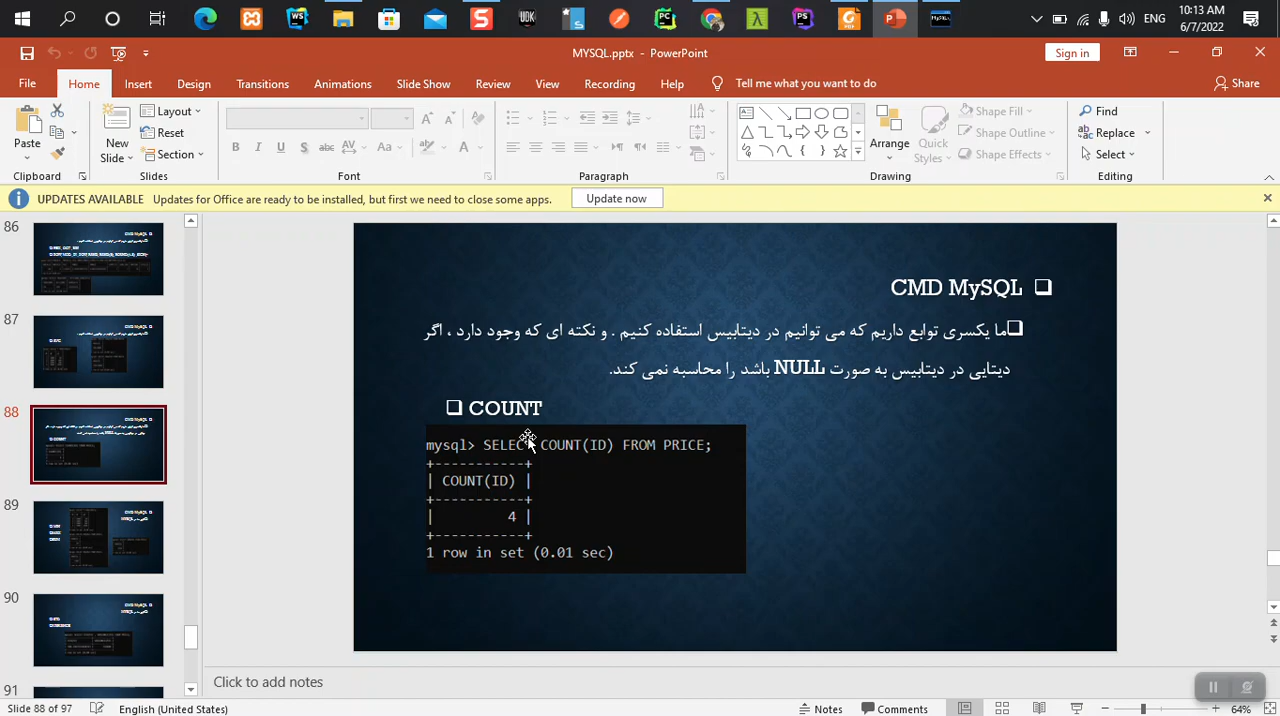 ENG
1:13 AM
6/7/2022
MYSQL.pptx - PowerPoint
Sign in
File
Home
Insert
Design
Transitions
Animations
Slide Show
Review
View
Recording
Help
Tell me what you want to do
Share
Paste
New
Slide
Layout
Reset
Section
Shape Fill
Shape Outline
Shape Effects
Arrange
Quick
Styles
Find
Replace
Select
Clipboard
Slides
Font
Paragraph
Drawing
Editing
UPDATES AVAILABLE Updates for Office are ready to be installed, but first we need to close some apps.
Update now
86
87
88
89
90
91
CMD MySQL
ما یکسری توابع داریم که می توانیم در دیتابیس استفاده کنیم . و نکته ای که وجود دارد ، اگر
دیتایی در دیتابیس به صورت NULL باشد را محاسبه نمی کند.
COUNT
mysql> SELECT COUNT(ID) FROM PRICE;
+-----------+
| COUNT(ID) |
+-----------+
| 4 |
+-----------+
1 row in set (0.01 sec)
Click to add notes
Slide 88 of 97
English (United States)
Notes
Comments
64%